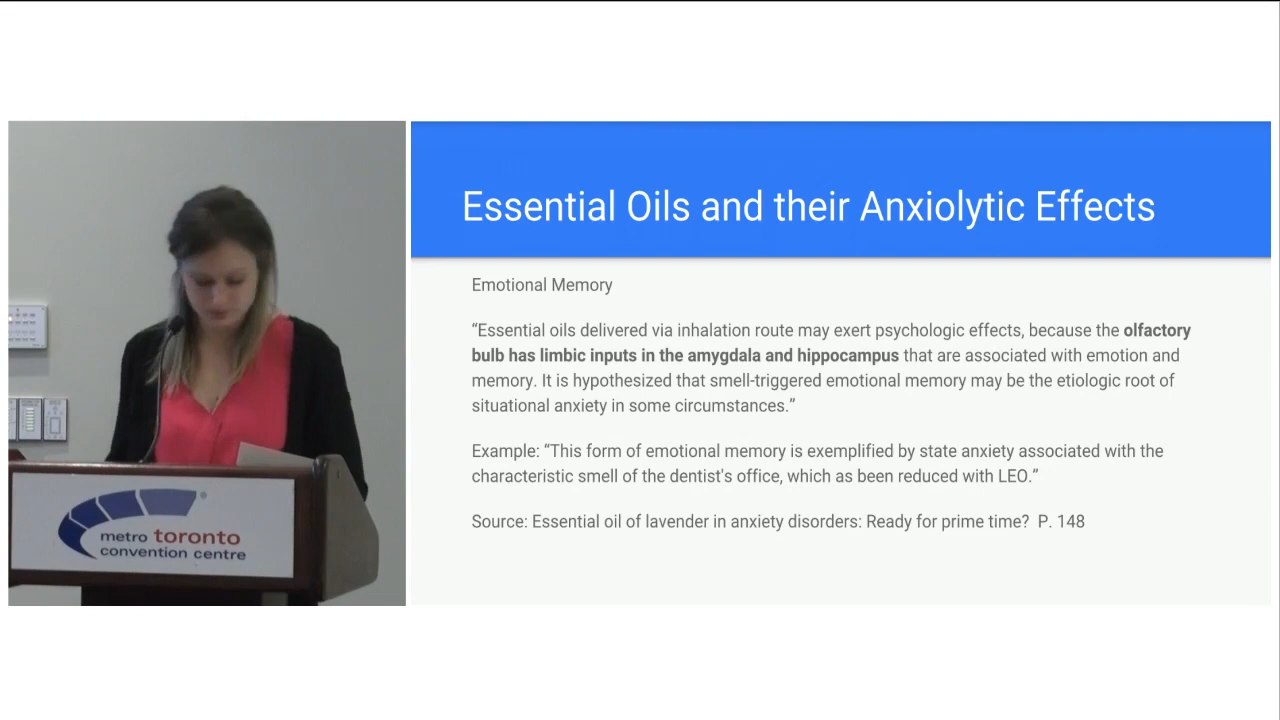 Essential Oils and their Anxiolytic Effects
Emotional Memory
“Essential oils delivered via inhalation route may exert psychologic effects, because the olfactory
bulb has limbic inputs in the amygdala and hippocampus that are associated with emotion and
memory. It is hypothesized that smell-triggered emotional memory may be the etiologic root of
situational anxiety in some circumstances.”
Example: “This form of emotional memory is exemplified by state anxiety associated with the
characteristic smell of the dentist's office, which as been reduced with LEO.”
Source: Essential oil of lavender in anxiety disorders: Ready for prime time? P. 148
metro toronto
convention centre